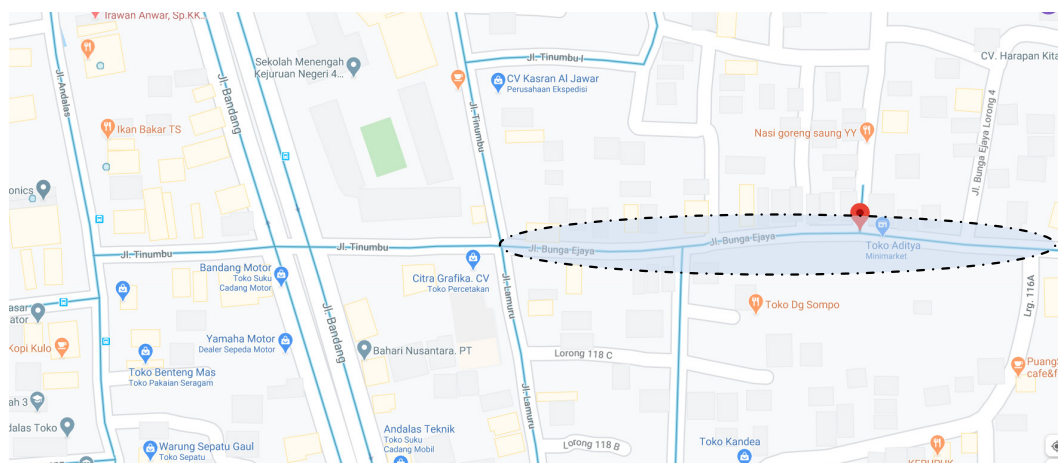 Irawan Anwar, Sp.KK..
Sekolah Menengah
Kejuruan Negeri 4...
Jl. Tinumbu I
CV Kasran Al Jawar
Perusahaan Ekspedisi
CV. Harapan Kita
Jl. Andalas
Jl. Bandang
Jl. Tinumbu
Ikan Bakar TS
Nasi goreng saung YY
Jl. Bunga Ejaya Lorong 4
onics
Jl. Tinumbu
Jl. Tinumbu
Jl. Bunga Ejaya
Jl. Bunga Ejaya
Toko Aditya
Minimarket
Bandang Motor
Toko Suku
Cadang Motor
Citra Grafika. CV
Toko Percetakan
Jl. Lamuru
Lrg. 116A
Toko Dg Sompo
asar
ator
Jl. Bandang
Kopi Kulo
Yamaha Motor
Dealer Sepeda Motor
Bahari Nusantara. PT
Lorong 118 C
Puang
cafe&f
Toko Benteng Mas
Toko Pakaian Seragam
Jl. Lamuru
ah 3
dalas Toko
Andalas Teknik
Toko Suku
Cadang Mobil
Warung Sepatu Gaul
Toko Sepatu
Lorong 118 B
Toko Kandea